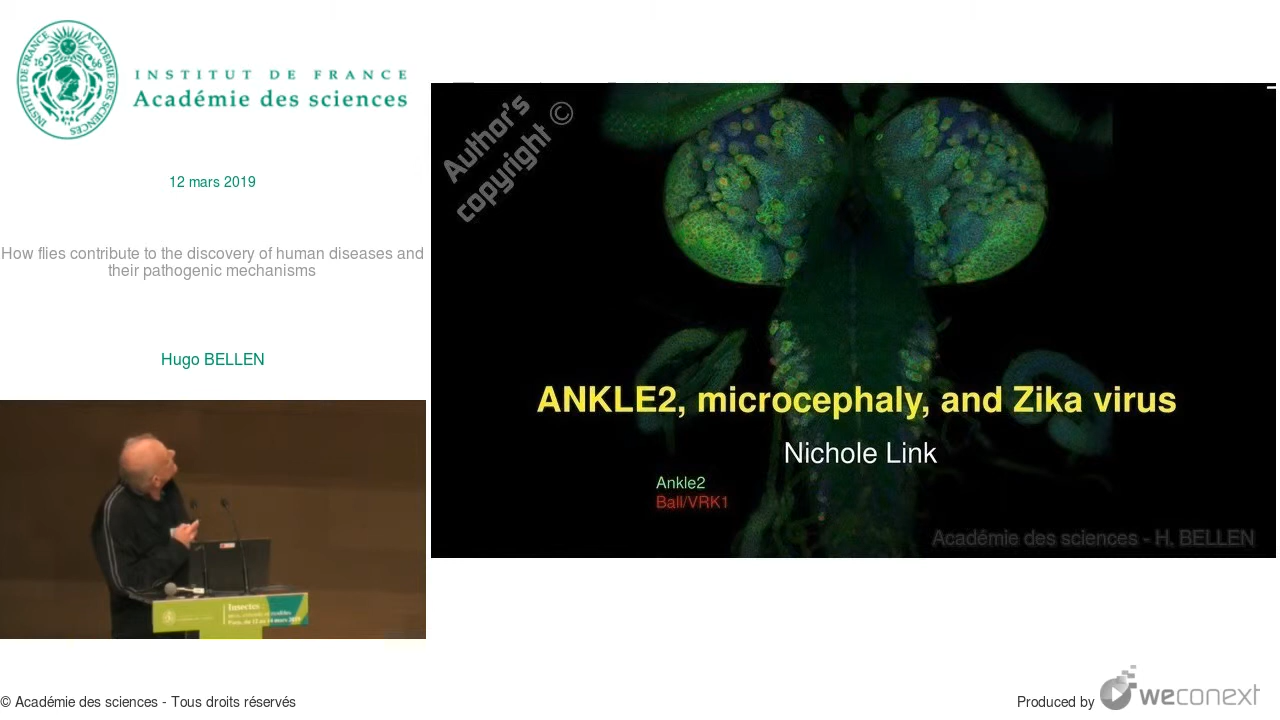 INSTITUT DE FRANCE
Académie des sciences
12 mars 2019
How flies contribute to the discovery of human diseases and
their pathogenic mechanisms
Hugo BELLEN
Author's
copyright ©
ANKLE2, microcephaly, and Zika virus
Nichole Link
Ankle2
Ball/VRK1
Académie des sciences - H. BELLEN
Insectes
© Académie des sciences - Tous droits réservés
Produced by weconext